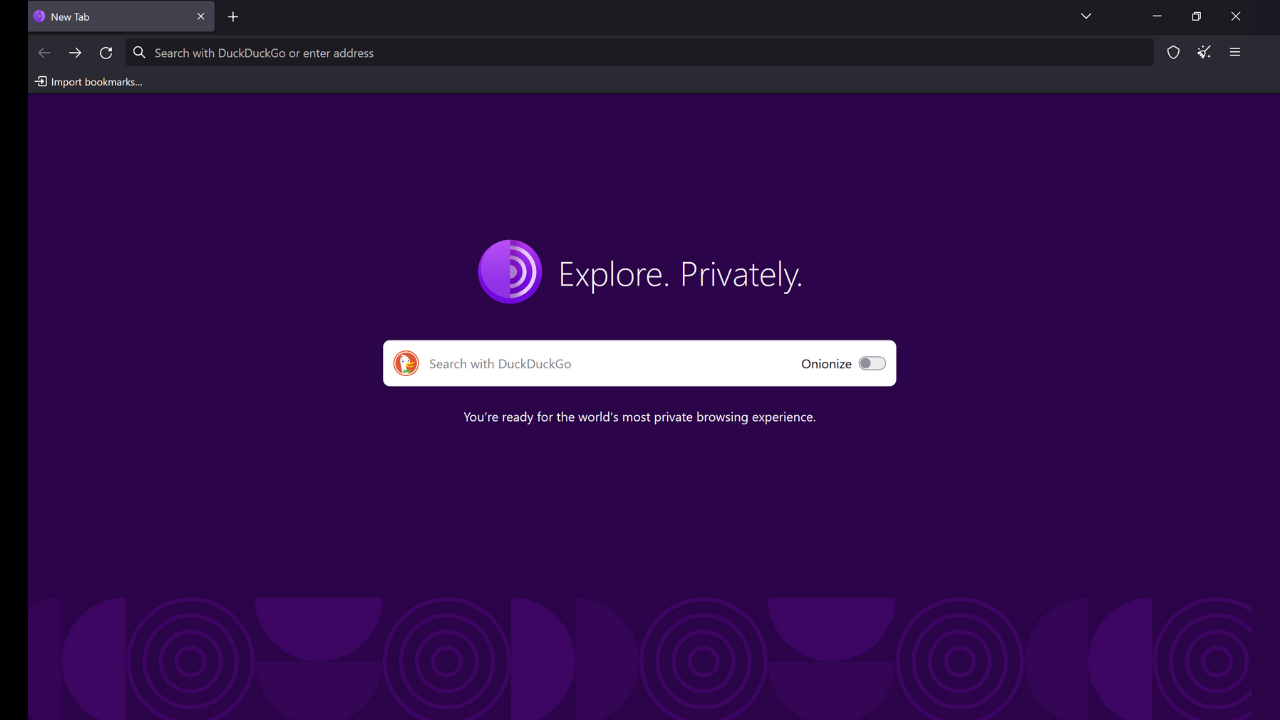 New Tab
Search with DuckDuckGo or enter address
Import bookmarks...
Explore. Privately.
Search with DuckDuckGo
Onionize
You're ready for the world's most private browsing experience.